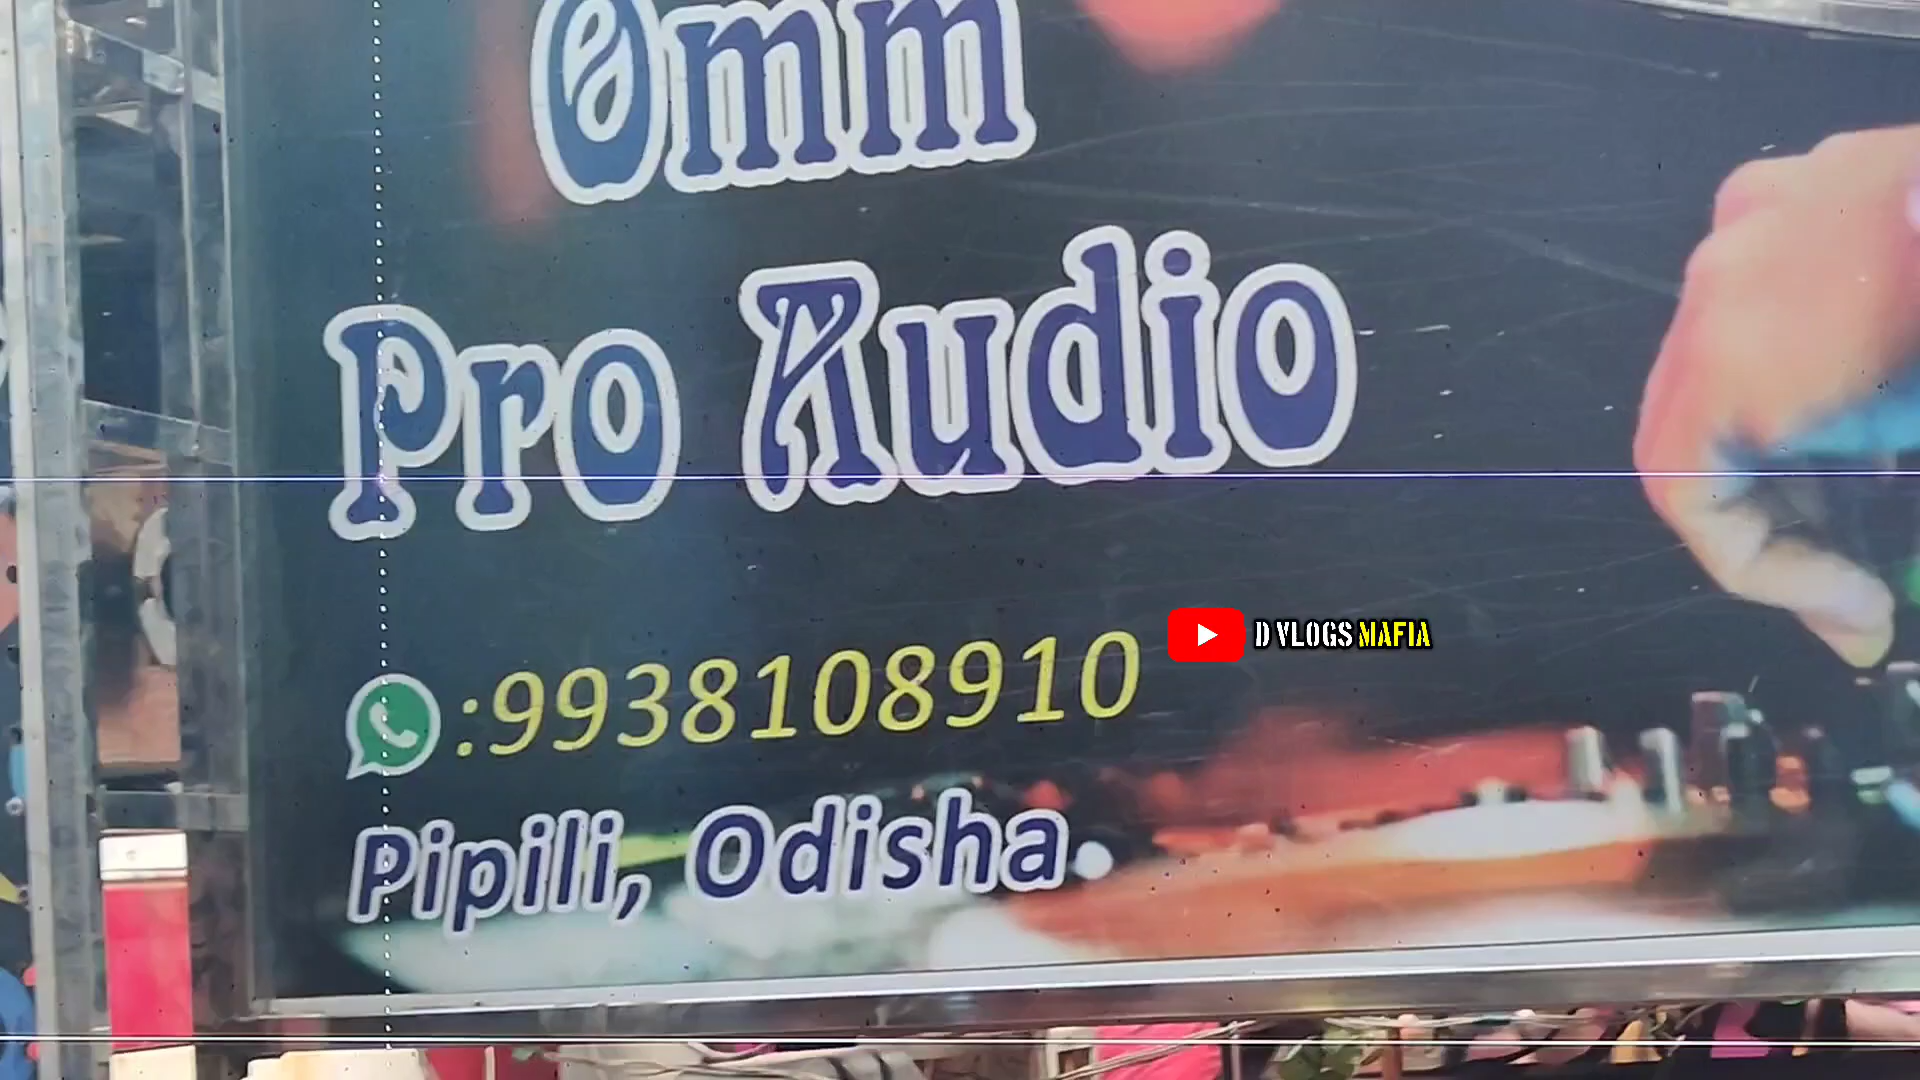 Omm
Pro Audio
:9938108910
Pipili, Odisha.
D VLOGS MAFIA